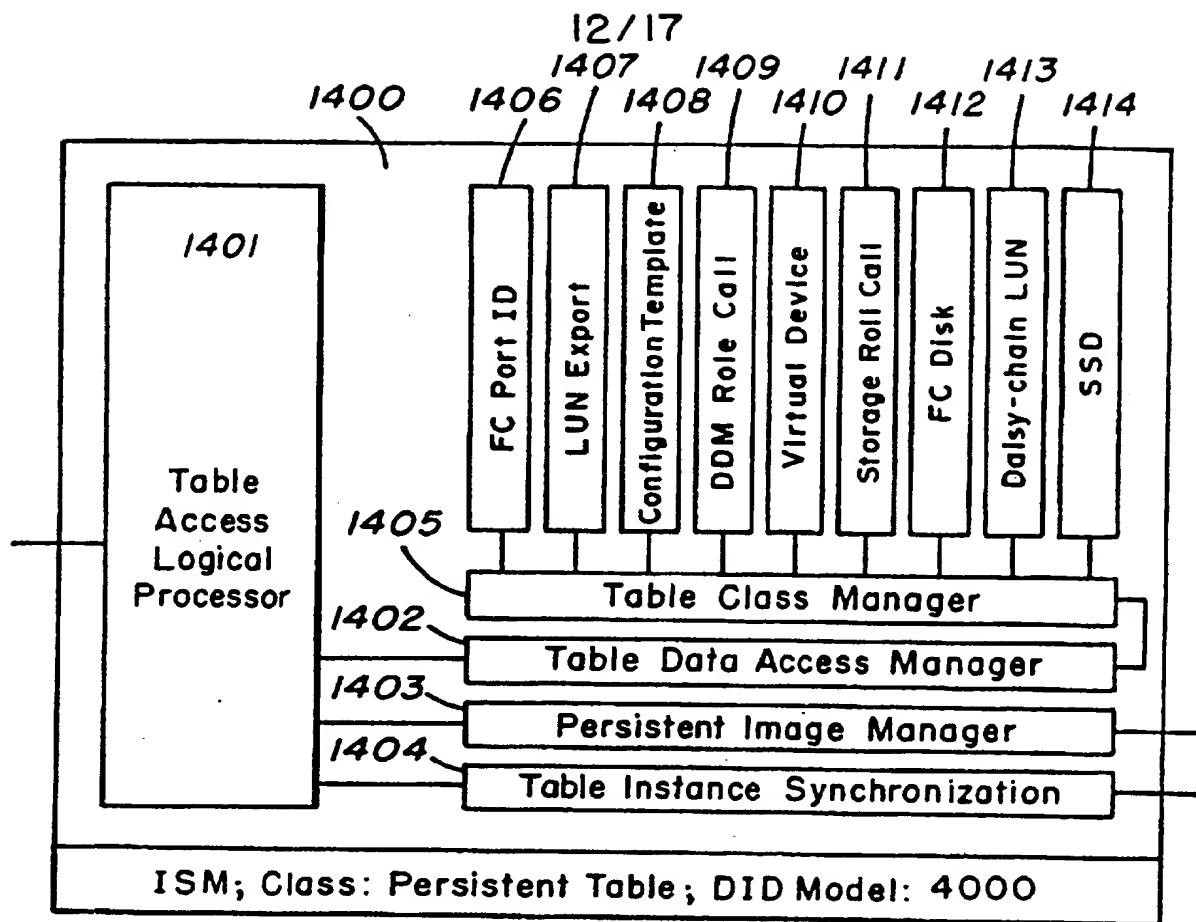 12/17
1407 1409 1411 1413
1400 1406 1408 1410 1412 1414
1401
Table
Access
Logical
Processor
FC Port ID
LUN Export
Configuration Template
DDM Role Call
Virtual Device
Storage Roll Call
FC Disk
Daisy-chain LUN
SSD
1405
Table Class Manager
1402
Table Data Access Manager
1403
Persistent Image Manager
1404
Table Instance Synchronization
ISM; Class: Persistent Table; DID Model: 4000